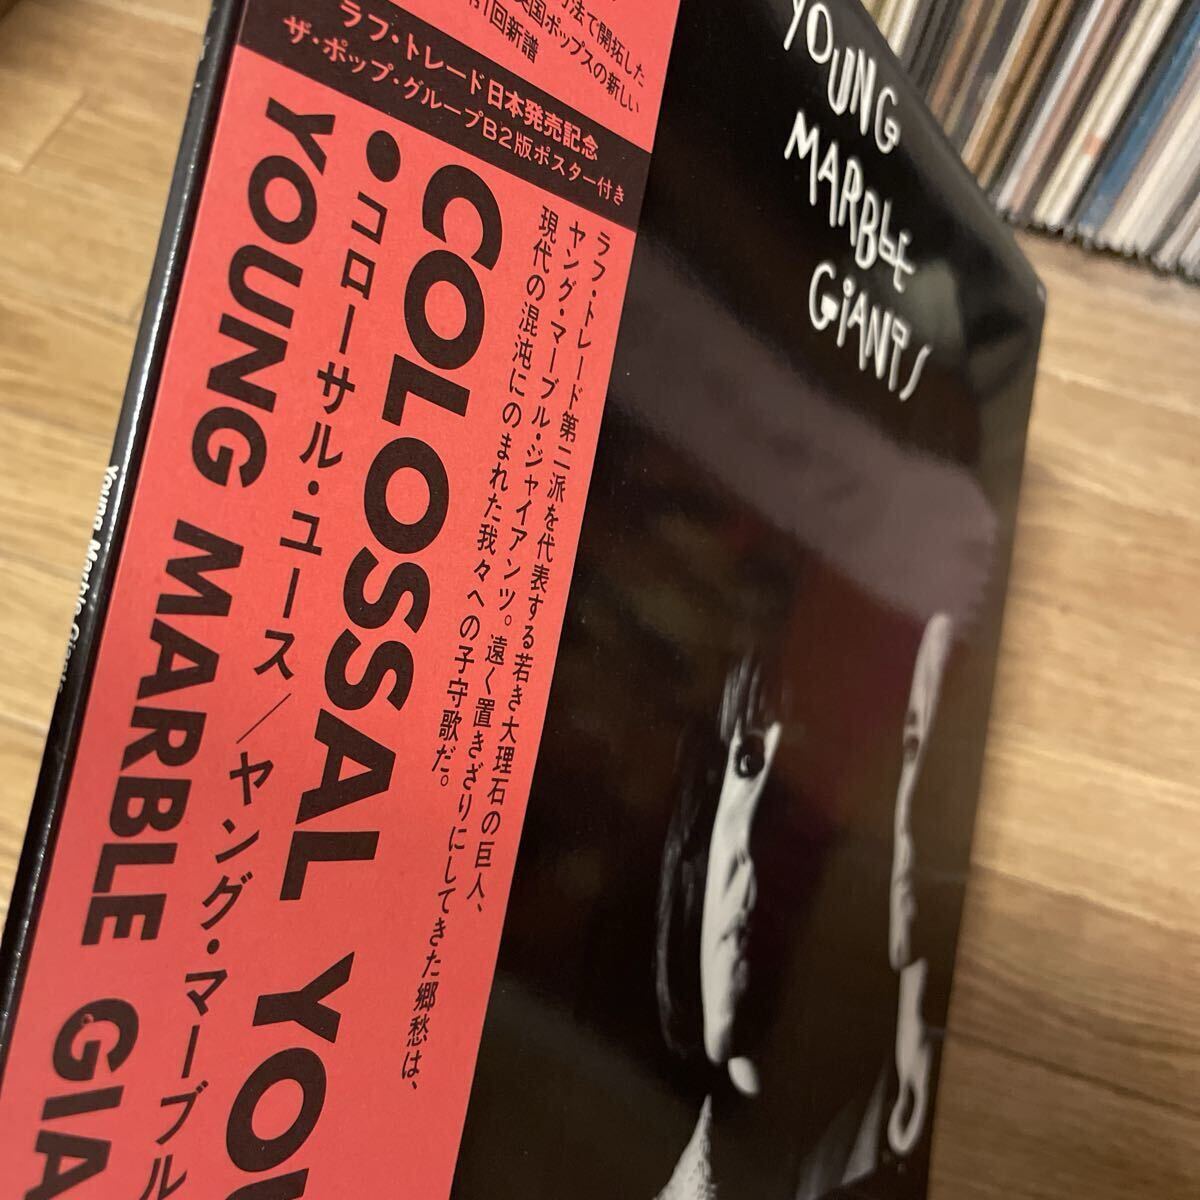 方法で開拓した
英国ポップスの新しい
第1回新譜
ラフ・トレード日本発売記念
ザ・ポップ・グループB2版ポスター付き
ラフ・トレード第二派を代表する若き大理石の巨人、
ヤング・マーブル・ジャイアンツ。遠く置きざりにしてきた郷愁は、
現代の混沌にのまれた我々への子守歌だ。
COLOSSAL YOU
・コローサル・ユース/ヤング・マーブル
YOUNG MARBLE GIA
Young Marble Giants
YOUNG
MARBLE
GiANTS